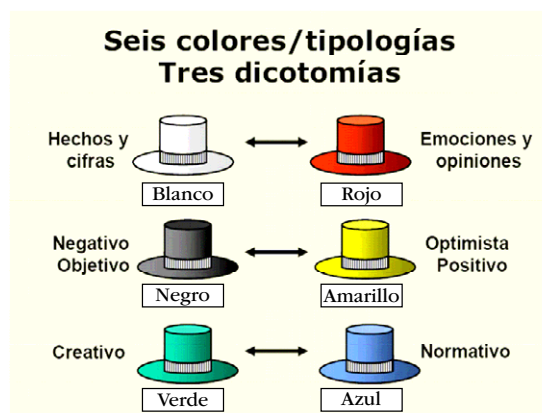 Seis colores/tipologías
Tres dicotomías
Hechos y
cifras
Blanco
Rojo
Emociones y
opiniones
Negativo
Objetivo
Negro
Amarillo
Optimista
Positivo
Creativo
Verde
Azul
Normativo